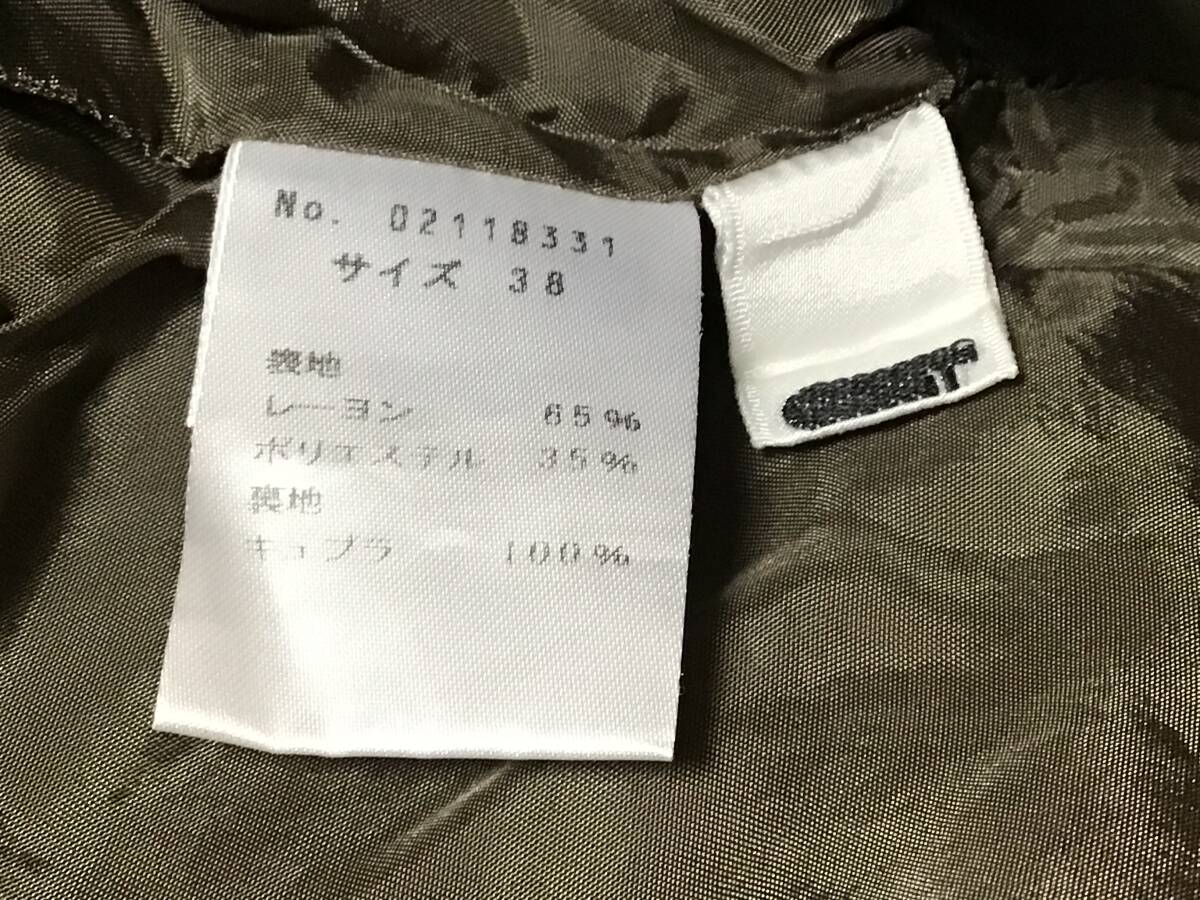 No. 02118331
サイズ 38
表地
レーヨン 65%
ポリエステル 35%
裏地
キュプラ 100%